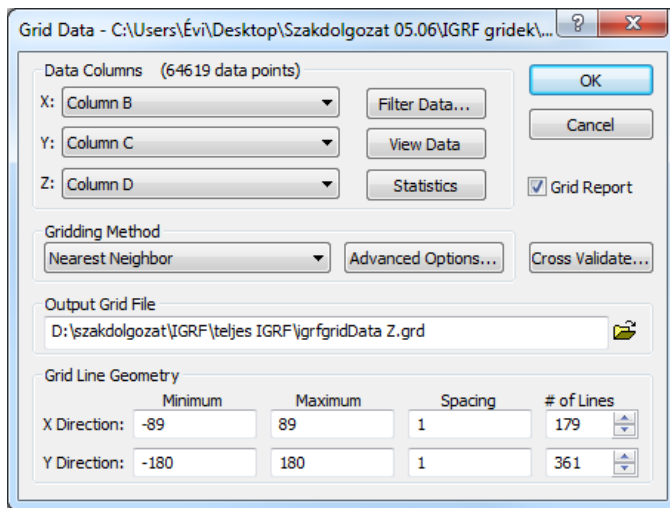 Grid Data - C:\Users\Évi\Desktop\Szakdolgozat 05.06\IGRF gridek\...
Data Columns (64619 data points)
X: Column B
Filter Data...
Y: Column C
View Data
Z: Column D
Statistics
OK
Cancel
Grid Report
Gridding Method
Nearest Neighbor
Advanced Options...
Cross Validate...
Output Grid File
D:\szakdolgozat\IGRF\teljes IGRF\igrfgridData Z.grd
Grid Line Geometry
Minimum Maximum Spacing # of Lines
X Direction: -89 89 1 179
Y Direction: -180 180 1 361